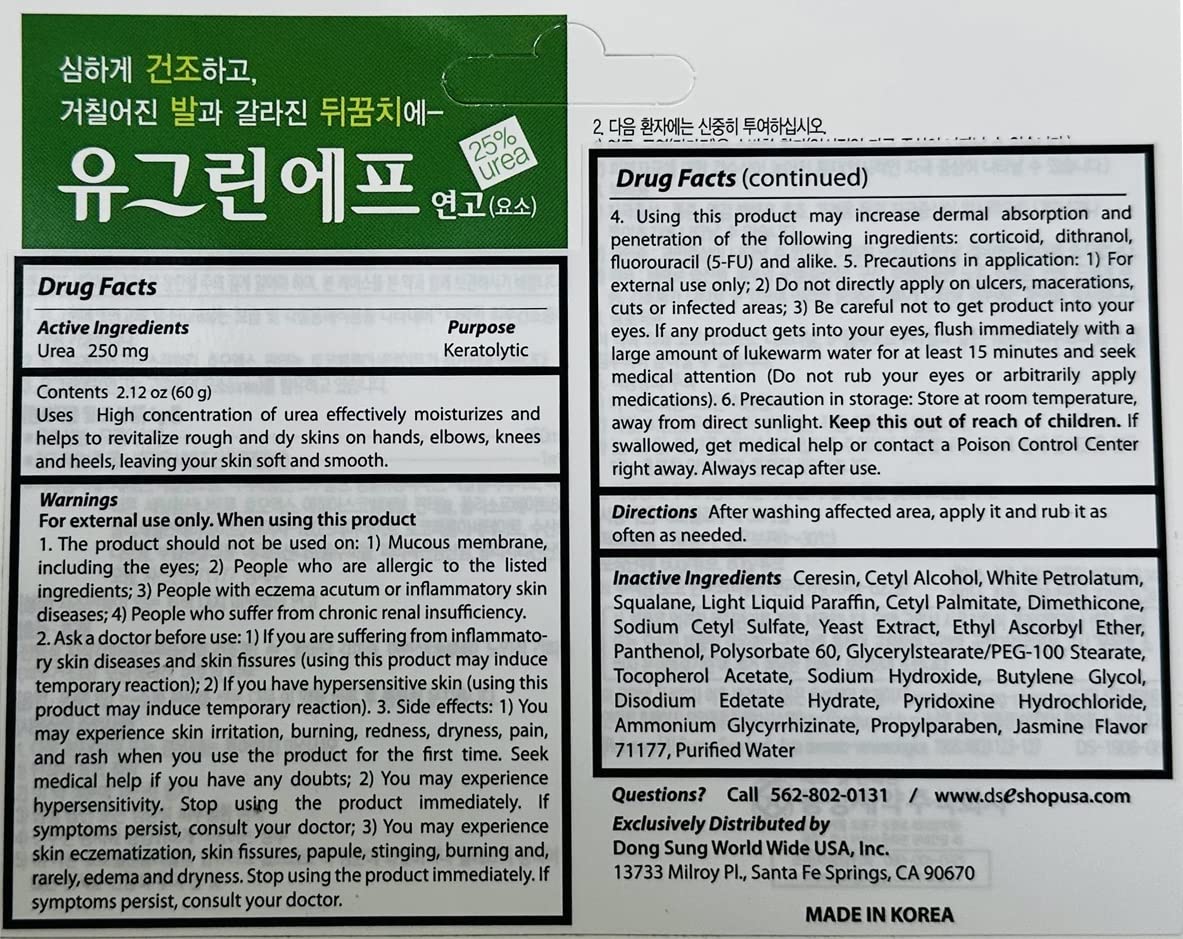 심하게 건조하고,
거칠어진 발과 갈라진 뒤꿈치에-
유그린에프 연고(요소)
25%
urea
Drug Facts
Active Ingredients Purpose
Urea 250 mg Keratolytic
Contents 2.12 oz (60 g)
Uses High concentration of urea effectively moisturizes and
helps to revitalize rough and dy skins on hands, elbows, knees
and heels, leaving your skin soft and smooth.
Warnings
For external use only. When using this product
1. The product should not be used on: 1) Mucous membrane,
including the eyes; 2) People who are allergic to the listed
ingredients; 3) People with eczema acutum or inflammatory skin
diseases; 4) People who suffer from chronic renal insufficiency.
2. Ask a doctor before use: 1) If you are suffering from inflammato-
ry skin diseases and skin fissures (using this product may induce
temporary reaction); 2) If you have hypersensitive skin (using this
product may induce temporary reaction). 3. Side effects: 1) You
may experience skin irritation, burning, redness, dryness, pain,
and rash when you use the product for the first time. Seek
medical help if you have any doubts; 2) You may experience
hypersensitivity. Stop using the product immediately. If
symptoms persist, consult your doctor; 3) You may experience
skin eczematization, skin fissures, papule, stinging, burning and,
rarely, edema and dryness. Stop using the product immediately. If
symptoms persist, consult your doctor.
2. 다음 환자에는 신중히 투여하십시오.
Drug Facts (continued)
4. Using this product may increase dermal absorption and
penetration of the following ingredients: corticoid, dithranol,
fluorouracil (5-FU) and alike. 5. Precautions in application: 1) For
external use only; 2) Do not directly apply on ulcers, macerations,
cuts or infected areas; 3) Be careful not to get product into your
eyes. If any product gets into your eyes, flush immediately with a
large amount of lukewarm water for at least 15 minutes and seek
medical attention (Do not rub your eyes or arbitrarily apply
medications). 6. Precaution in storage: Store at room temperature,
away from direct sunlight. Keep this out of reach of children. If
swallowed, get medical help or contact a Poison Control Center
right away. Always recap after use.
Directions After washing affected area, apply it and rub it as
often as needed.
Inactive Ingredients Ceresin, Cetyl Alcohol, White Petrolatum,
Squalane, Light Liquid Paraffin, Cetyl Palmitate, Dimethicone,
Sodium Cetyl Sulfate, Yeast Extract, Ethyl Ascorbyl Ether,
Panthenol, Polysorbate 60, Glycerylstearate/PEG-100 Stearate,
Tocopherol Acetate, Sodium Hydroxide, Butylene Glycol,
Disodium Edetate Hydrate, Pyridoxine Hydrochloride,
Ammonium Glycyrrhizinate, Propylparaben, Jasmine Flavor
71177, Purified Water
Questions? Call 562-802-0131 / www.dseshopusa.com
Exclusively Distributed by
Dong Sung World Wide USA, Inc.
13733 Milroy Pl., Santa Fe Springs, CA 90670
MADE IN KOREA